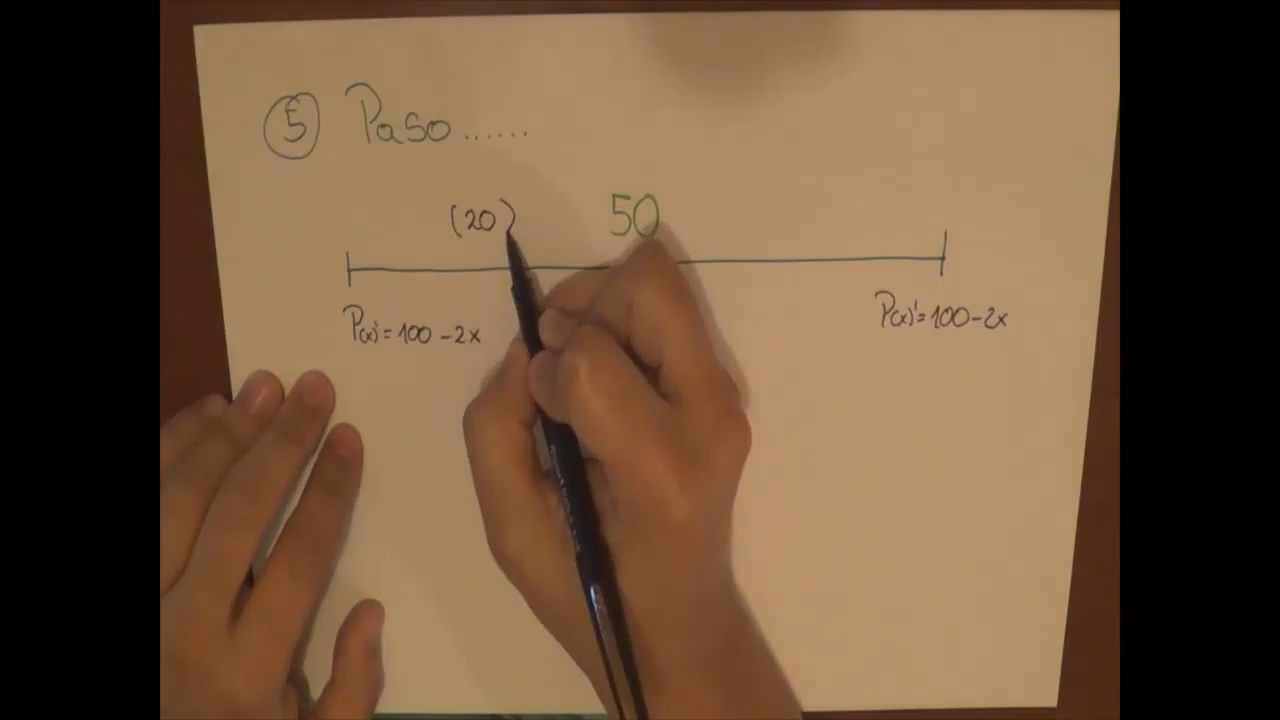 5 Paso......
(20) 50
P(x)' = 100 - 2x P(x)' = 100 - 2x